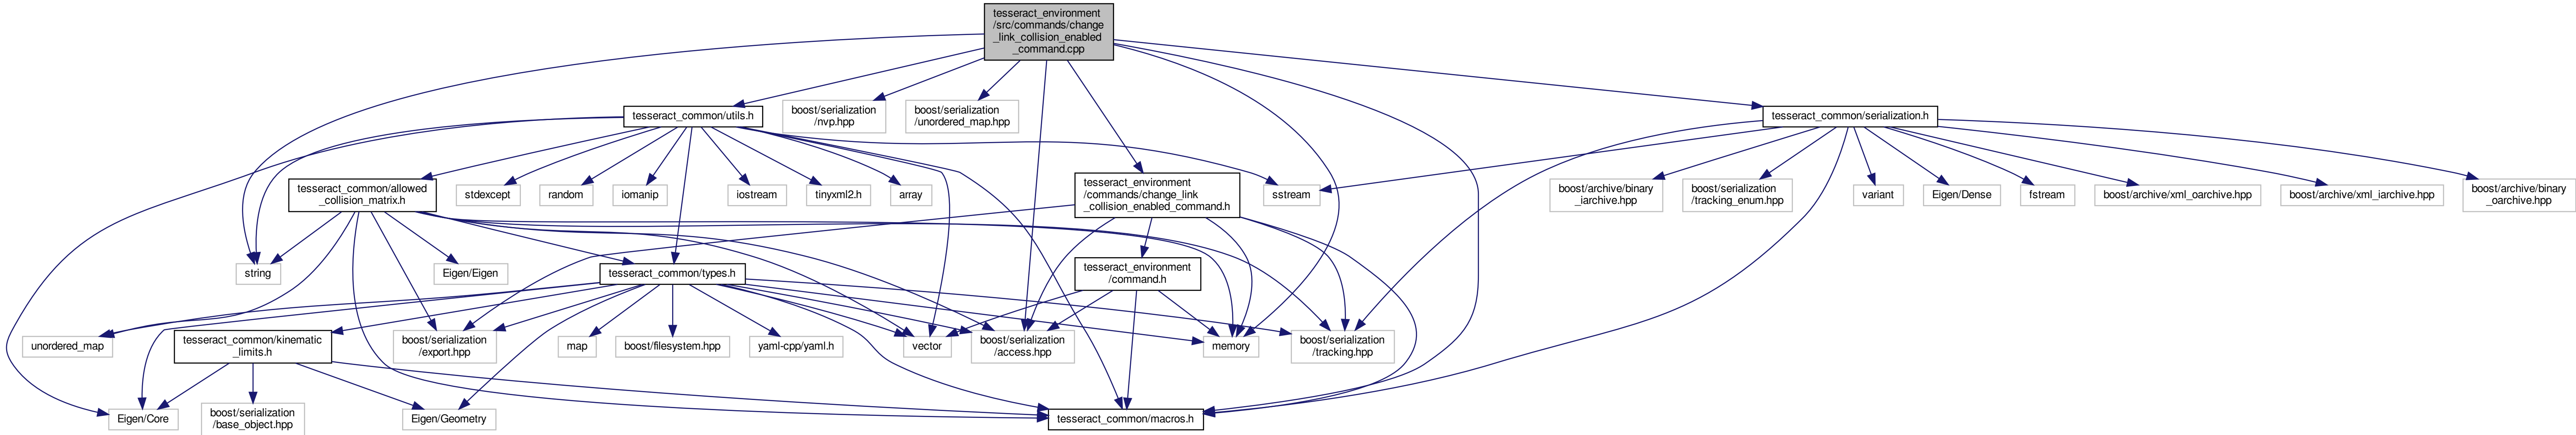 tesseract_environment
/src/commands/change
_link_collision_enabled
_command.cpp
tesseract_common/utils.h
boost/serialization
/nvp.hpp
boost/serialization
/unordered_map.hpp
tesseract_common/serialization.h
tesseract_common/allowed
_collision_matrix.h
stdexcept
random
iomanip
iostream
tinyxml2.h
array
tesseract_environment
/commands/change_link
_collision_enabled_command.h
sstream
boost/archive/binary
_iarchive.hpp
boost/serialization
/tracking_enum.hpp
variant
Eigen/Dense
fstream
boost/archive/xml_oarchive.hpp
boost/archive/xml_iarchive.hpp
boost/archive/binary
_oarchive.hpp
string
Eigen/Eigen
tesseract_common/types.h
tesseract_environment
/command.h
unordered_map
tesseract_common/kinematic
_limits.h
boost/serialization
/export.hpp
map
boost/filesystem.hpp
yaml-cpp/yaml.h
vector
boost/serialization
/access.hpp
memory
boost/serialization
/tracking.hpp
Eigen/Core
boost/serialization
/base_object.hpp
Eigen/Geometry
tesseract_common/macros.h